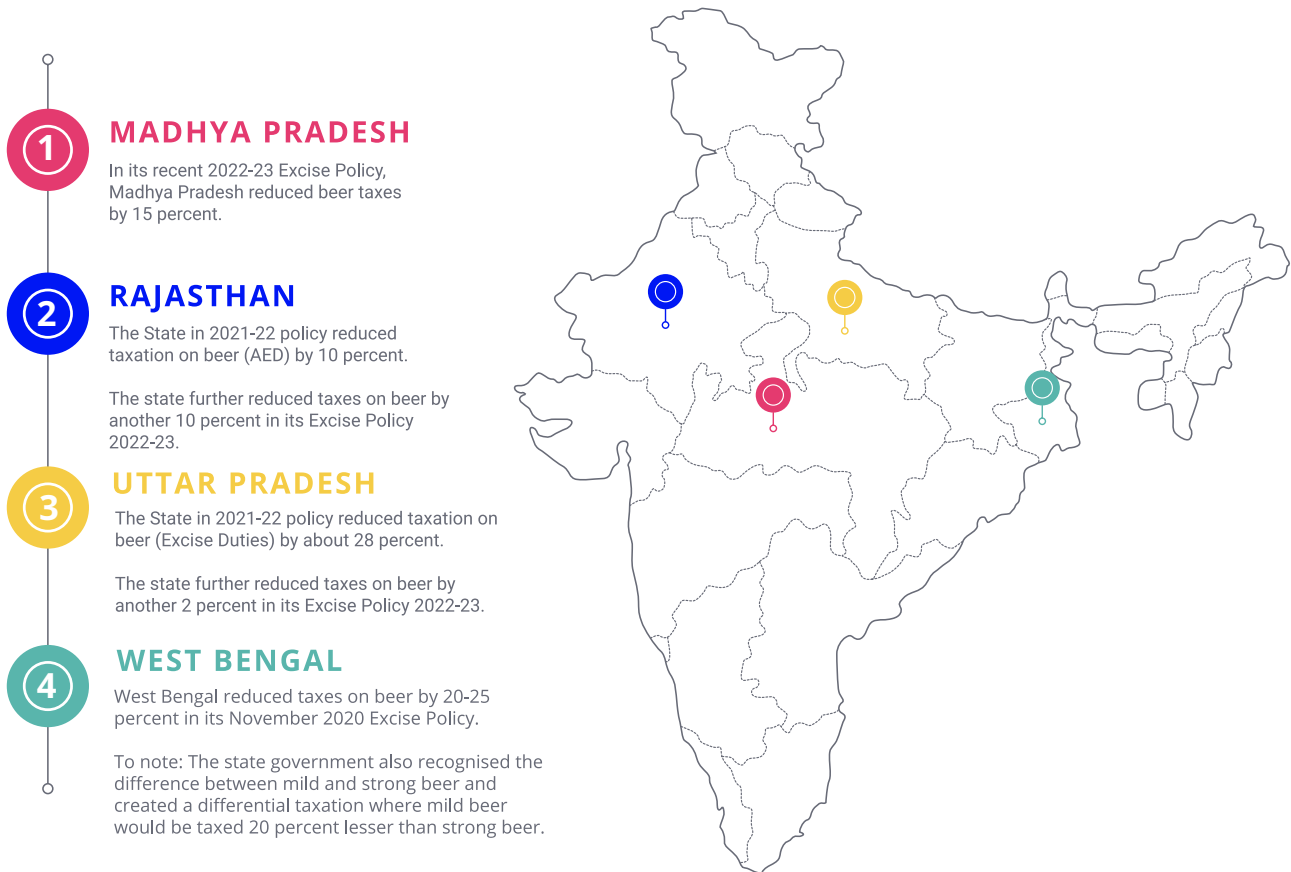 1
MADHYA PRADESH
In its recent 2022-23 Excise Policy,
Madhya Pradesh reduced beer taxes
by 15 percent.
2
RAJASTHAN
The State in 2021-22 policy reduced
taxation on beer (AED) by 10 percent.
The state further reduced taxes on beer by
another 10 percent in its Excise Policy
2022-23.
3
UTTAR PRADESH
The State in 2021-22 policy reduced taxation on
beer (Excise Duties) by about 28 percent.
The state further reduced taxes on beer by
another 2 percent in its Excise Policy 2022-23.
4
WEST BENGAL
West Bengal reduced taxes on beer by 20-25
percent in its November 2020 Excise Policy.
To note: The state government also recognised the
difference between mild and strong beer and
created a differential taxation where mild beer
would be taxed 20 percent lesser than strong beer.